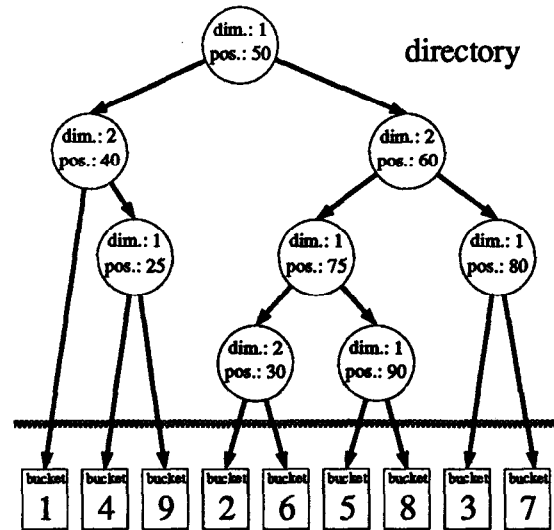 dim.: 1
pos.: 50
directory
dim.: 2
pos.: 40
dim.: 2
pos.: 60
dim.: 1
pos.: 25
dim.: 1
pos.: 75
dim.: 1
pos.: 80
dim.: 2
pos.: 30
dim.: 1
pos.: 90
bucket
1
bucket
4
bucket
9
bucket
2
bucket
6
bucket
5
bucket
8
bucket
3
bucket
7